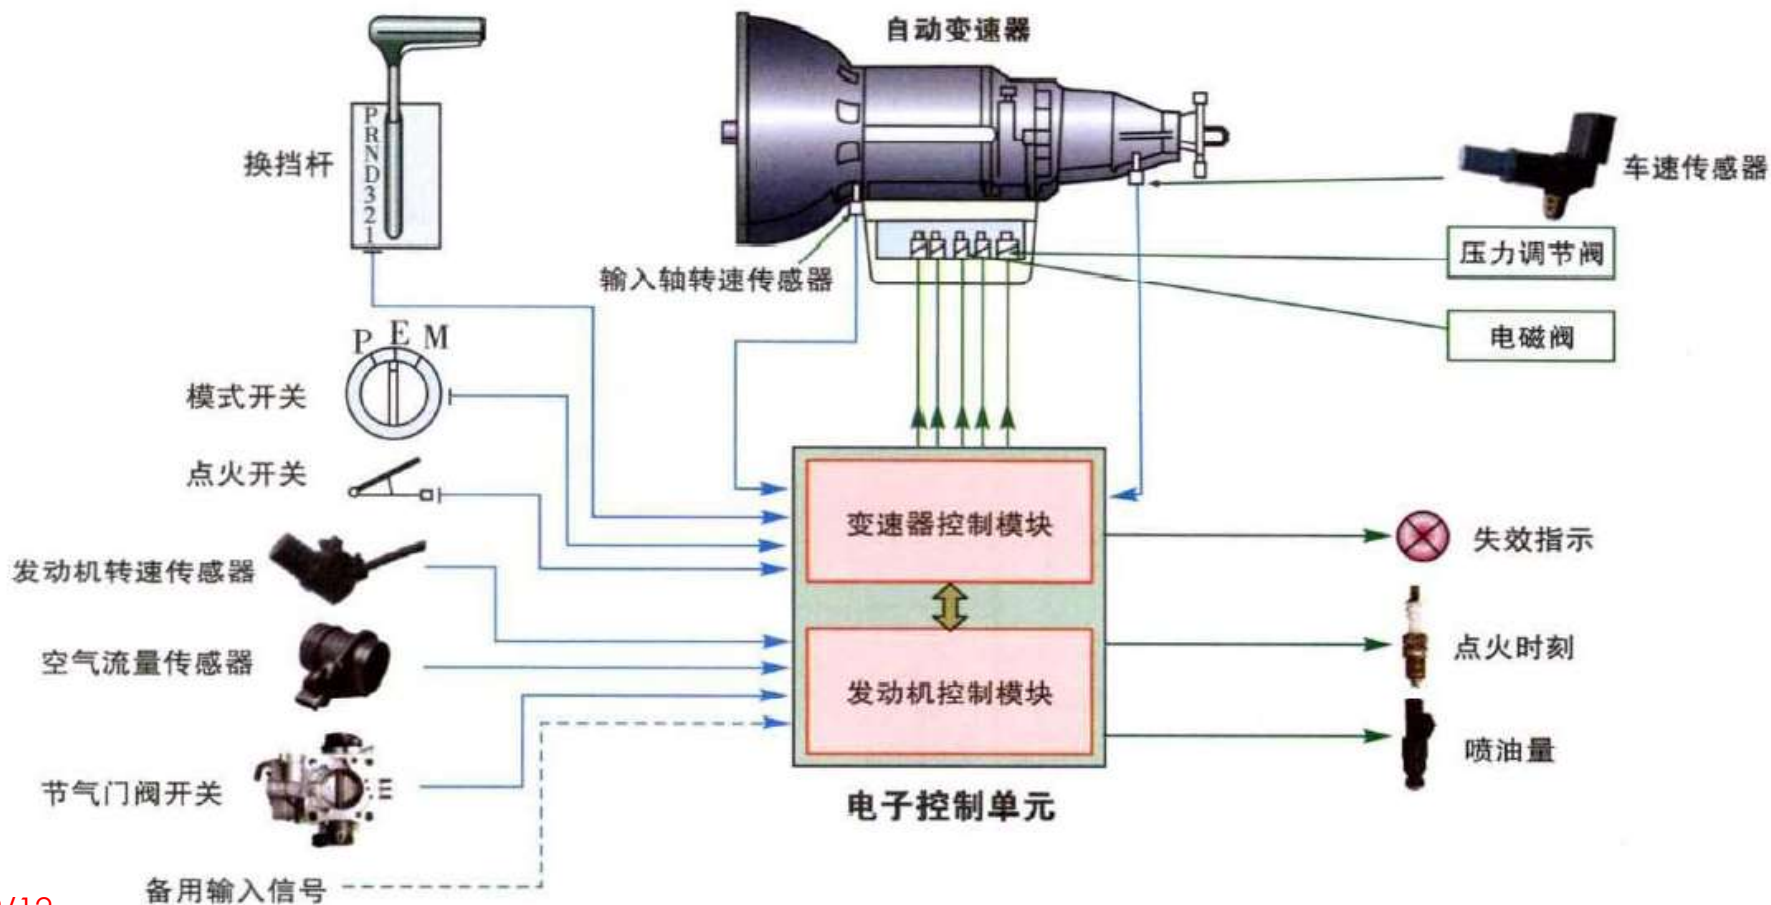 自动变速器
P
R
N
D
3
2
1
换挡杆
车速传感器
压力调节阀
输入轴转速传感器
电磁阀
P E M
模式开关
点火开关
变速器控制模块
失效指示
发动机转速传感器
点火时刻
空气流量传感器
发动机控制模块
喷油量
节气门阀开关
电子控制单元
备用输入信号